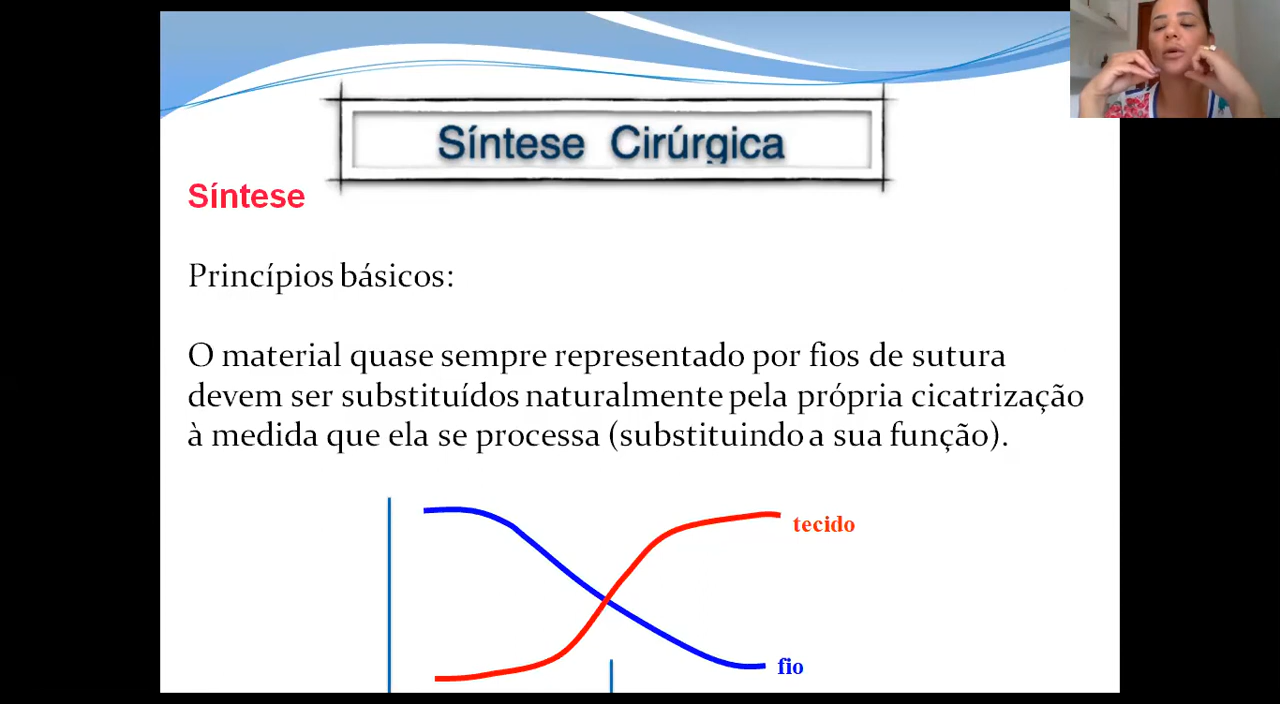 Síntese Cirúrgica
Síntese
Princípios básicos:
O material quase sempre representado por fios de sutura
devem ser substituídos naturalmente pela própria cicatrização
à medida que ela se processa (substituindo a sua função).
tecido
fio